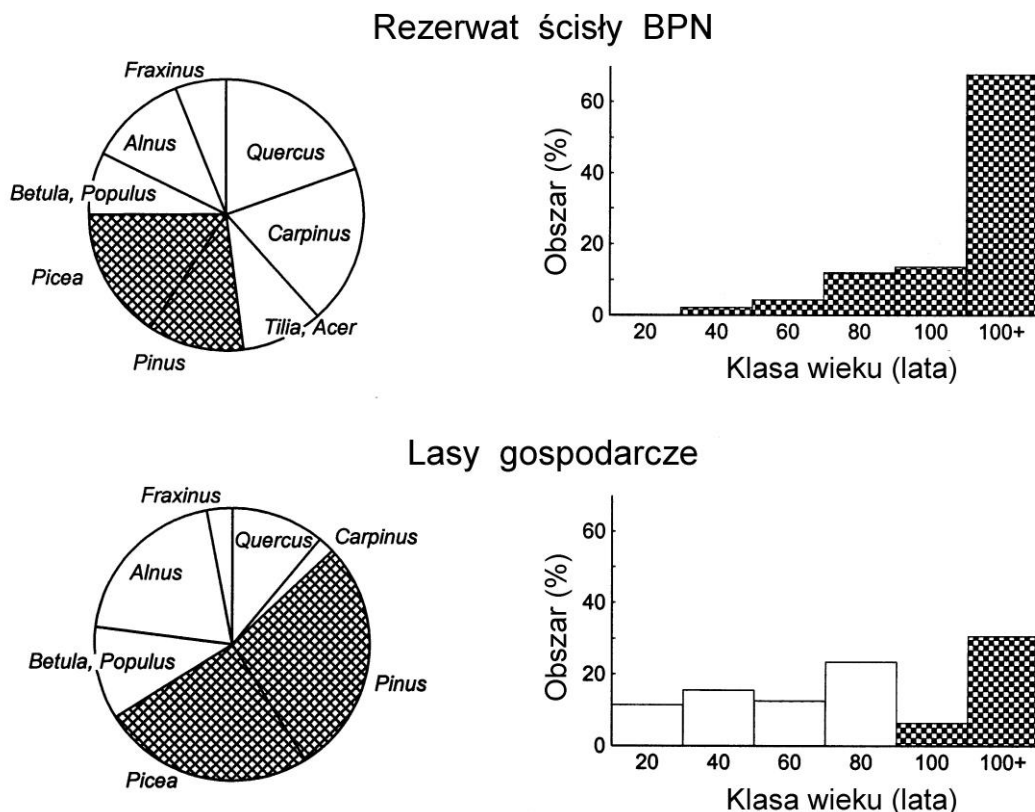 Rezerwat ścisły BPN
Fraxinus
Alnus
Quercus
Betula, Populus
Carpinus
Picea
Pinus
Tilia, Acer
Obszar (%)
60
40
20
0
20 40 60 80 100 100+
Klasa wieku (lata)
Lasy gospodarcze
Fraxinus
Quercus
Carpinus
Alnus
Betula, Populus
Pinus
Picea
Obszar (%)
60
40
20
0
20 40 60 80 100 100+
Klasa wieku (lata)